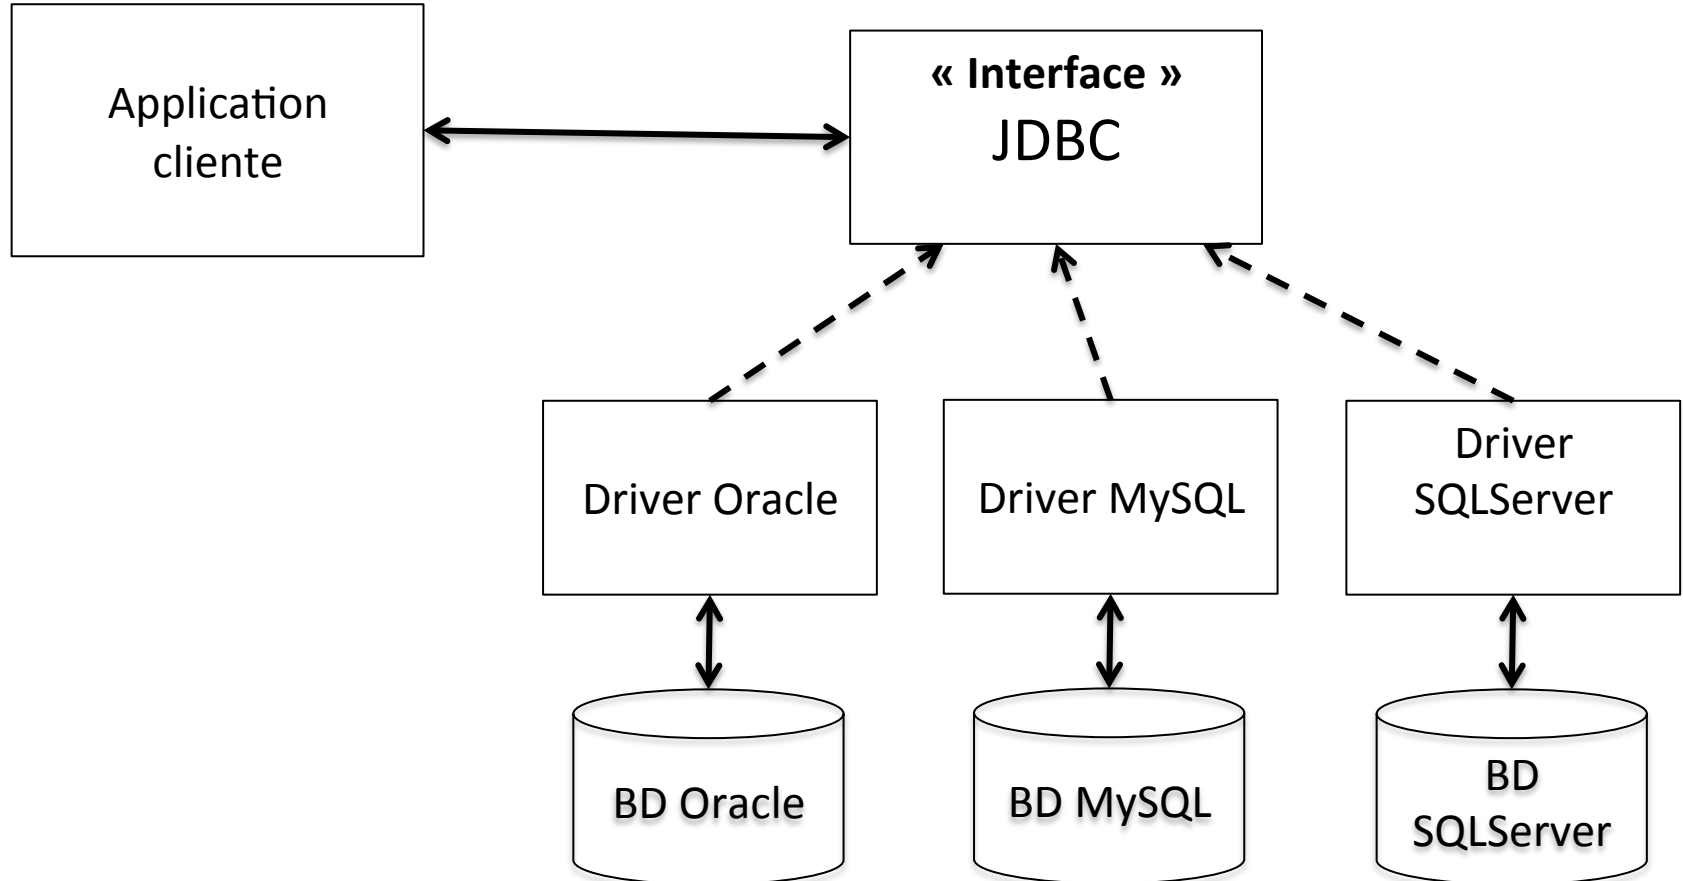 Application
cliente
« Interface »
JDBC
Driver Oracle
Driver MySQL
Driver
SQLServer
BD Oracle
BD MySQL
BD
SQLServer